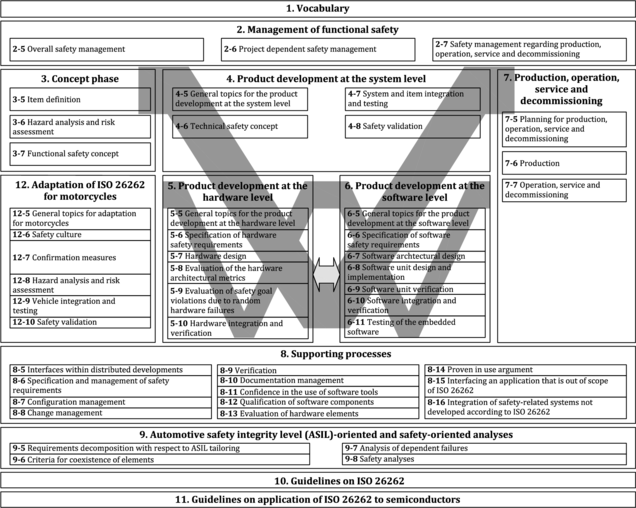 1. Vocabulary
2. Management of functional safety
2-5 Overall safety management
2-6 Project dependent safety management
2-7 Safety management regarding production,
operation, service and decommissioning
3. Concept phase
3-5 Item definition
3-6 Hazard analysis and risk
assessment
3-7 Functional safety concept
4. Product development at the system level
4-5 General topics for the product
development at the system level
4-6 Technical safety concept
4-7 System and item integration
and testing
4-8 Safety validation
7. Production, operation,
service and
decommissioning
7-5 Planning for production,
operation, service and
decommissioning
7-6 Production
7-7 Operation, service and
decommissioning
12. Adaptation of ISO 26262
for motorcycles
12-5 General topics for adaptation
for motorcycles
12-6 Safety culture
12-7 Confirmation measures
12-8 Hazard analysis and risk
assessment
12-9 Vehicle integration and
testing
12-10 Safety validation
5. Product development at the
hardware level
5-5 General topics for the product
development at the hardware level
5-6 Specification of hardware
safety requirements
5-7 Hardware design
5-8 Evaluation of the hardware
architectural metrics
5-9 Evaluation of safety goal
violations due to random
hardware failures
5-10 Hardware integration and
verification
6. Product development at the
software level
6-5 General topics for the product
development at the software level
6-6 Specification of software
safety requirements
6-7 Software archtectural design
6-8 Software unit design and
implementation
6-9 Software unit verification
6-10 Software integration and
verification
6-11 Testing of the embedded
software
8. Supporting processes
8-5 Interfaces within distributed developments
8-6 Specification and management of safety
requirements
8-7 Configuration management
8-8 Change management
8-9 Verification
8-10 Documentation management
8-11 Confidence in the use of software tools
8-12 Qualification of software components
8-13 Evaluation of hardware elements
8-14 Proven in use argument
8-15 Interfacing an application that is out of scope
of ISO 26262
8-16 Integration of safety-related systems not
developed according to ISO 26262
9. Automotive safety integrity level (ASIL)-oriented and safety-oriented analyses
9-5 Requirements decomposition with respect to ASIL tailoring
9-6 Criteria for coexistence of elements
9-7 Analysis of dependent failures
9-8 Safety analyses
10. Guidelines on ISO 26262
11. Guidelines on application of ISO 26262 to semiconductors